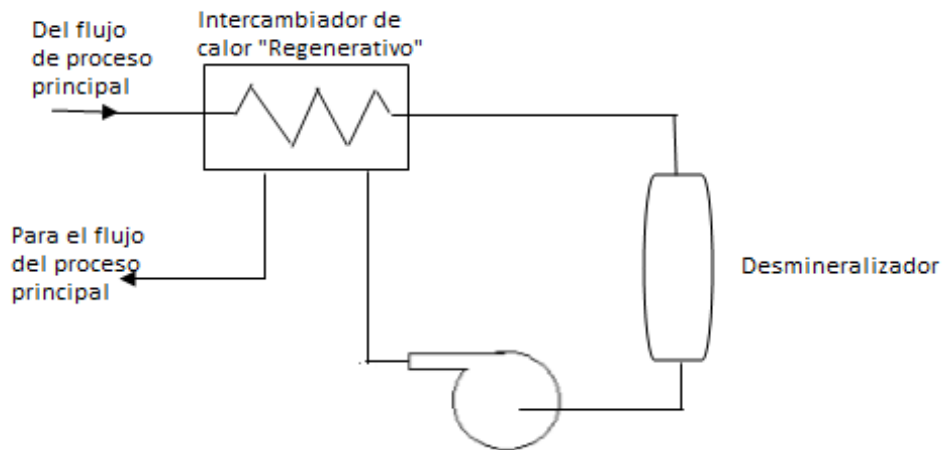 Del flujo
de proceso
principal
Intercambiador de
calor "Regenerativo"
Para el flujo
del proceso
principal
Desmineralizador